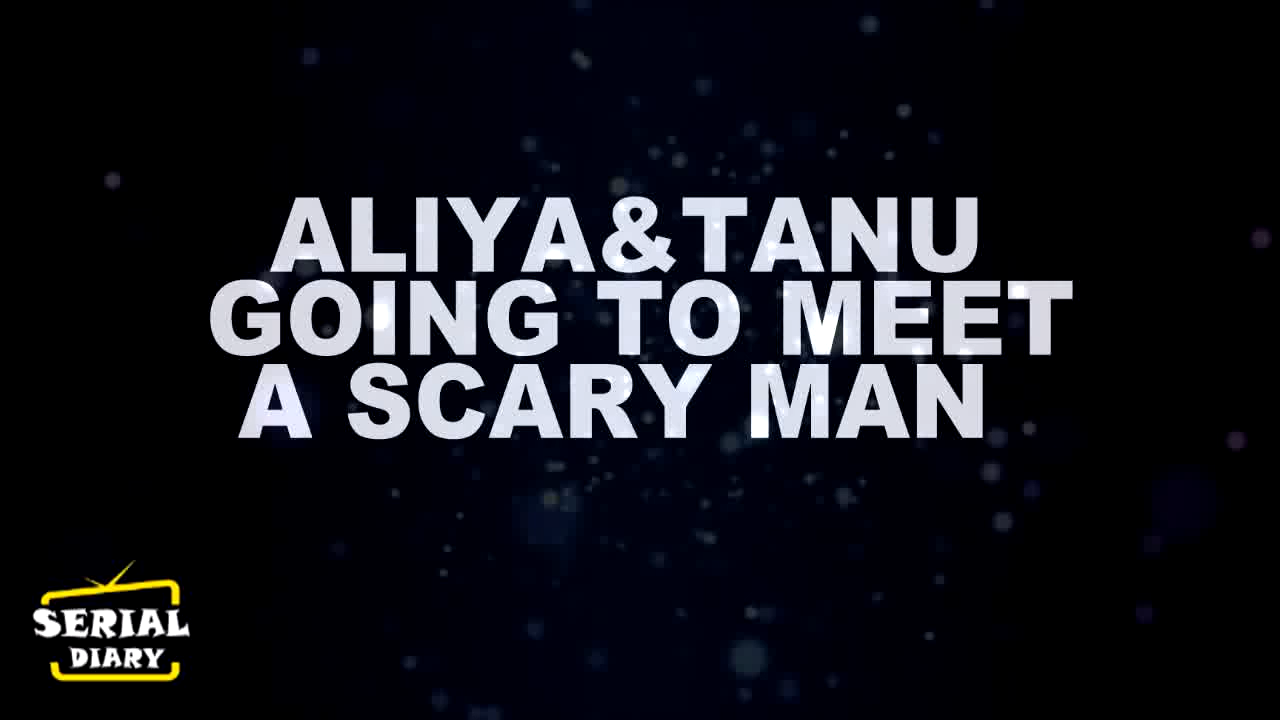 ALIYA&TANU
GOING TO MEET
A SCARY MAN
SERIAL
DIARY